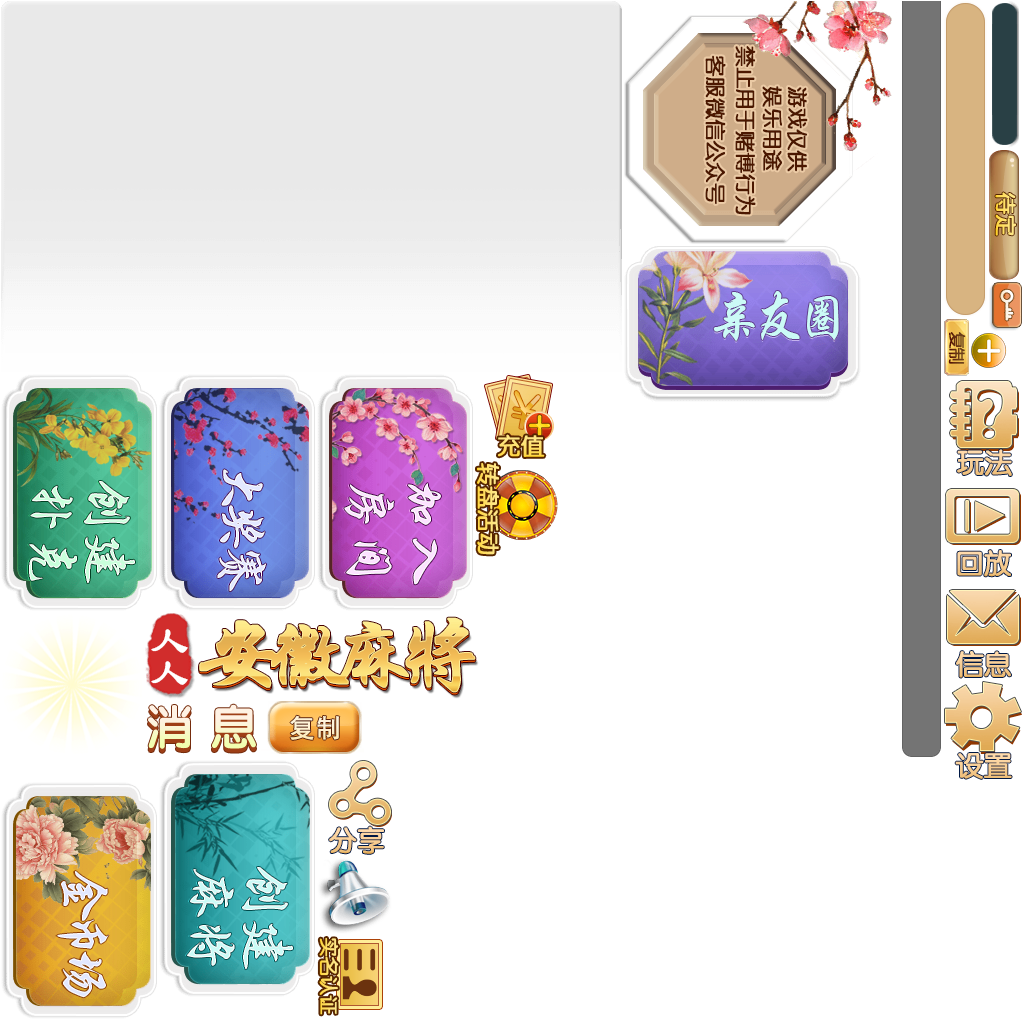 游戏仅供
娱乐用途
禁止用于赌博行为
客服微信公众号
待定
复制
亲友圈
玩法
回放
信息
设置
充值
转盘活动
创建
扑克
大奖赛
加入
房间
人人
安徽麻将
消息
复制
分享
金币场
创建
麻将
实名认证